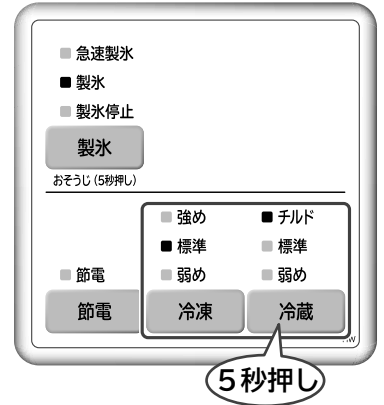 急速製氷
製氷
製氷停止
製氷
おそうじ (5秒押し)
強め
標準
弱め
チルド
標準
弱め
節電
節電
冷凍
冷蔵
5秒押し